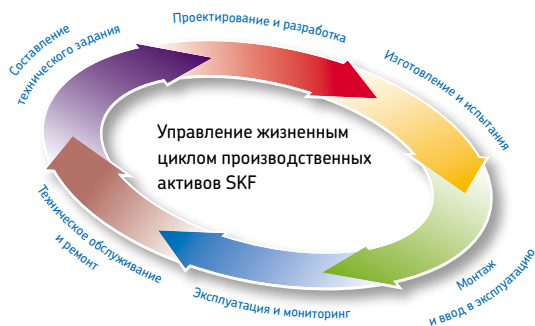 Составление
технического задания
Проектирование и разработка
Изготовление и испытания
Монтаж
и ввод в эксплуатацию
Эксплуатация и мониторинг
Техническое обслуживание
и ремонт
Управление жизненным
циклом производственных
активов SKF